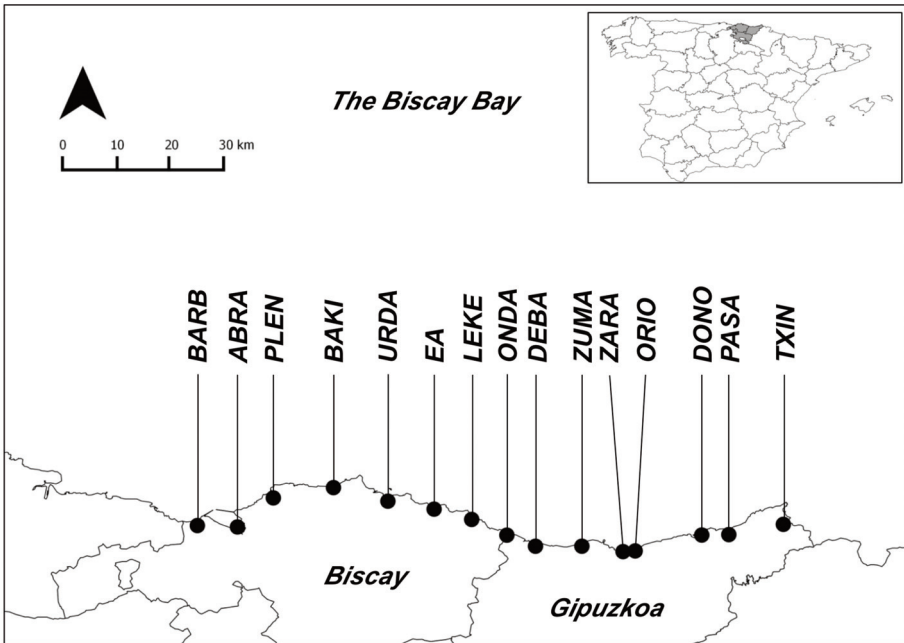 The Biscay Bay
0 10 20 30 km
BARB
ABRA
PLEN
BAKI
URDA
EA
LEKE
ONDA
DEBA
ZUMA
ZARA
ORIO
DONO
PASA
TXIN
Biscay
Gipuzkoa